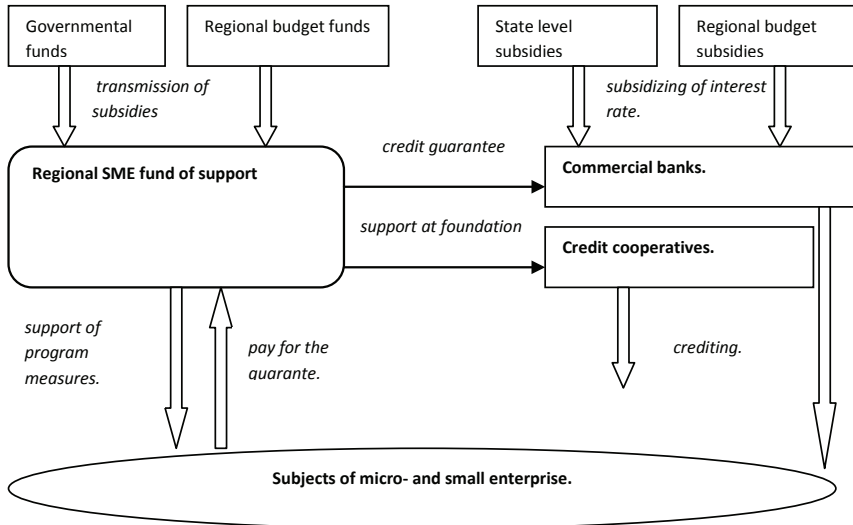 Governmental
funds
Regional budget funds
State level
subsidies
Regional budget
subsidies
transmission of
subsidies
subsidizing of interest
rate.
credit guarantee
Regional SME fund of support
Commercial banks.
support at foundation
Credit cooperatives.
support of
program
measures.
pay for the
quarante.
crediting.
Subjects of micro- and small enterprise.